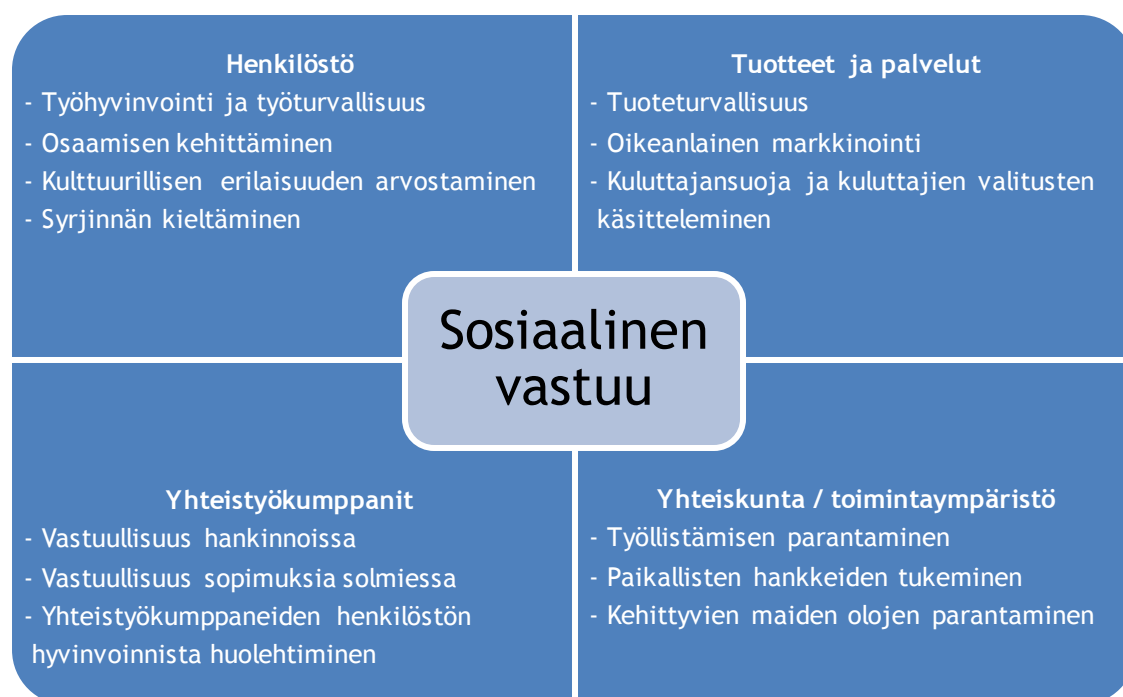 Henkilöstö
- Työhyvinvointi ja työturvallisuus
- Osaamisen kehittäminen
- Kulttuurillisen erilaisuuden arvostaminen
- Syrjinnän kieltäminen
Tuotteet ja palvelut
- Tuoteturvallisuus
- Oikeanlainen markkinointi
- Kuluttajansuoja ja kuluttajien valitusten
käsitteleminen
Sosiaalinen
vastuu
Yhteistyökumppanit
- Vastuullisuus hankinnoissa
- Vastuullisuus sopimuksia solmiessa
- Yhteistyökumppaneiden henkilöstön
hyvinvoinnista huolehtiminen
Yhteiskunta / toimintaympäristö
- Työllistämisen parantaminen
- Paikallisten hankkeiden tukeminen
- Kehittyvien maiden olojen parantaminen